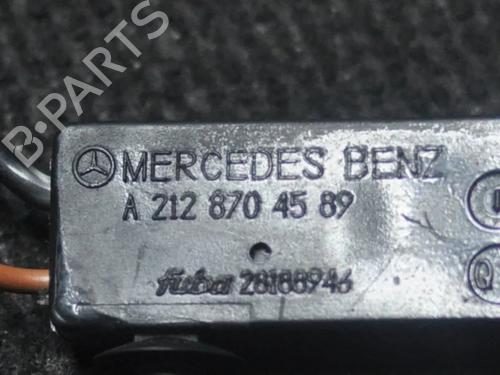 B-PARTS
MERCEDES BENZ
A 212 870 45 89
fuba 28188946
Q